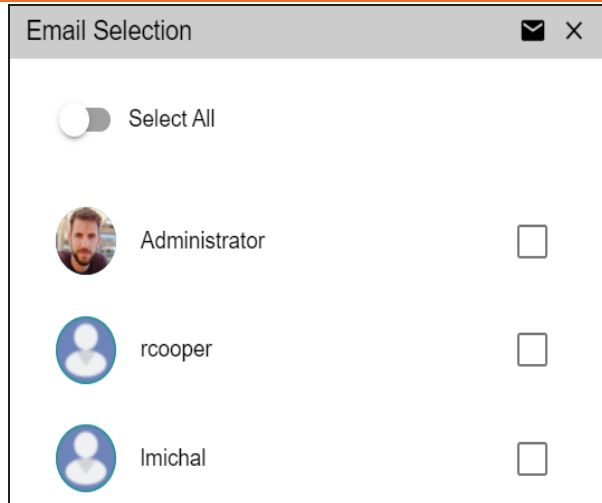 Email Selection
Select All
Administrator
rcooper
lmichal